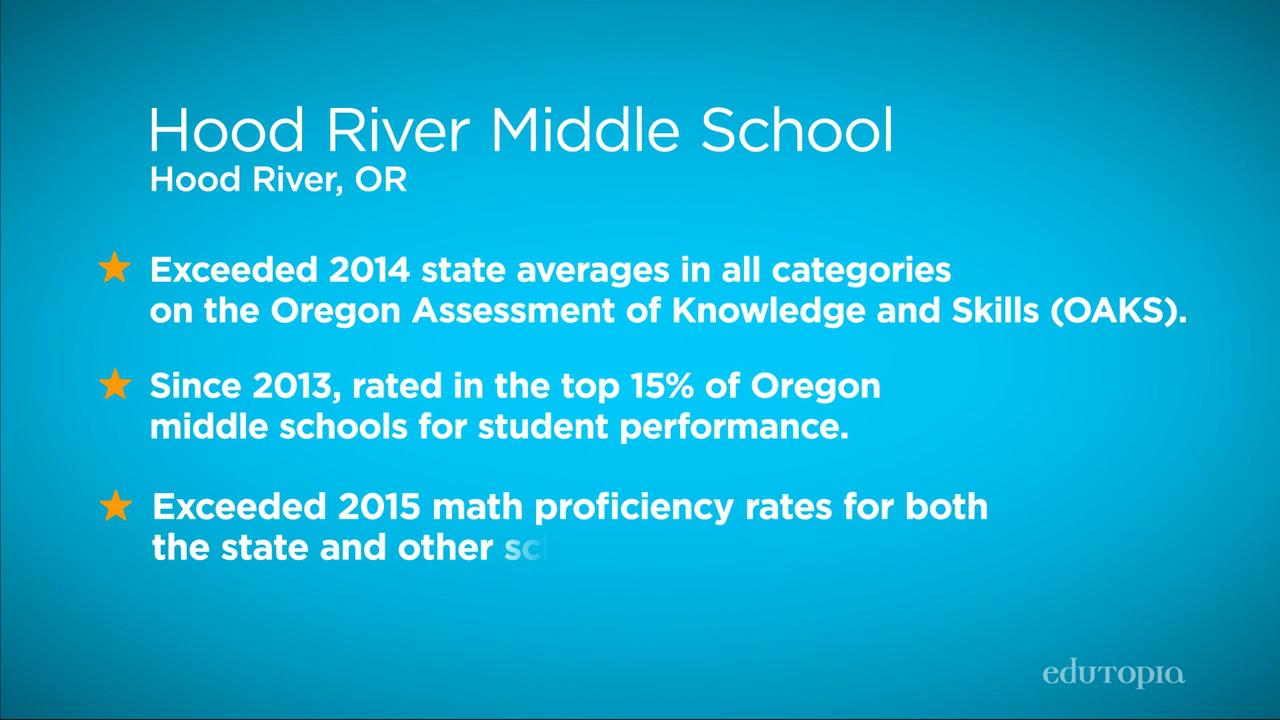 Hood River Middle School
Hood River, OR
Exceeded 2014 state averages in all categories
on the Oregon Assessment of Knowledge and Skills (OAKS).
Since 2013, rated in the top 15% of Oregon
middle schools for student performance.
Exceeded 2015 math proficiency rates for both
the state and other
edutopia